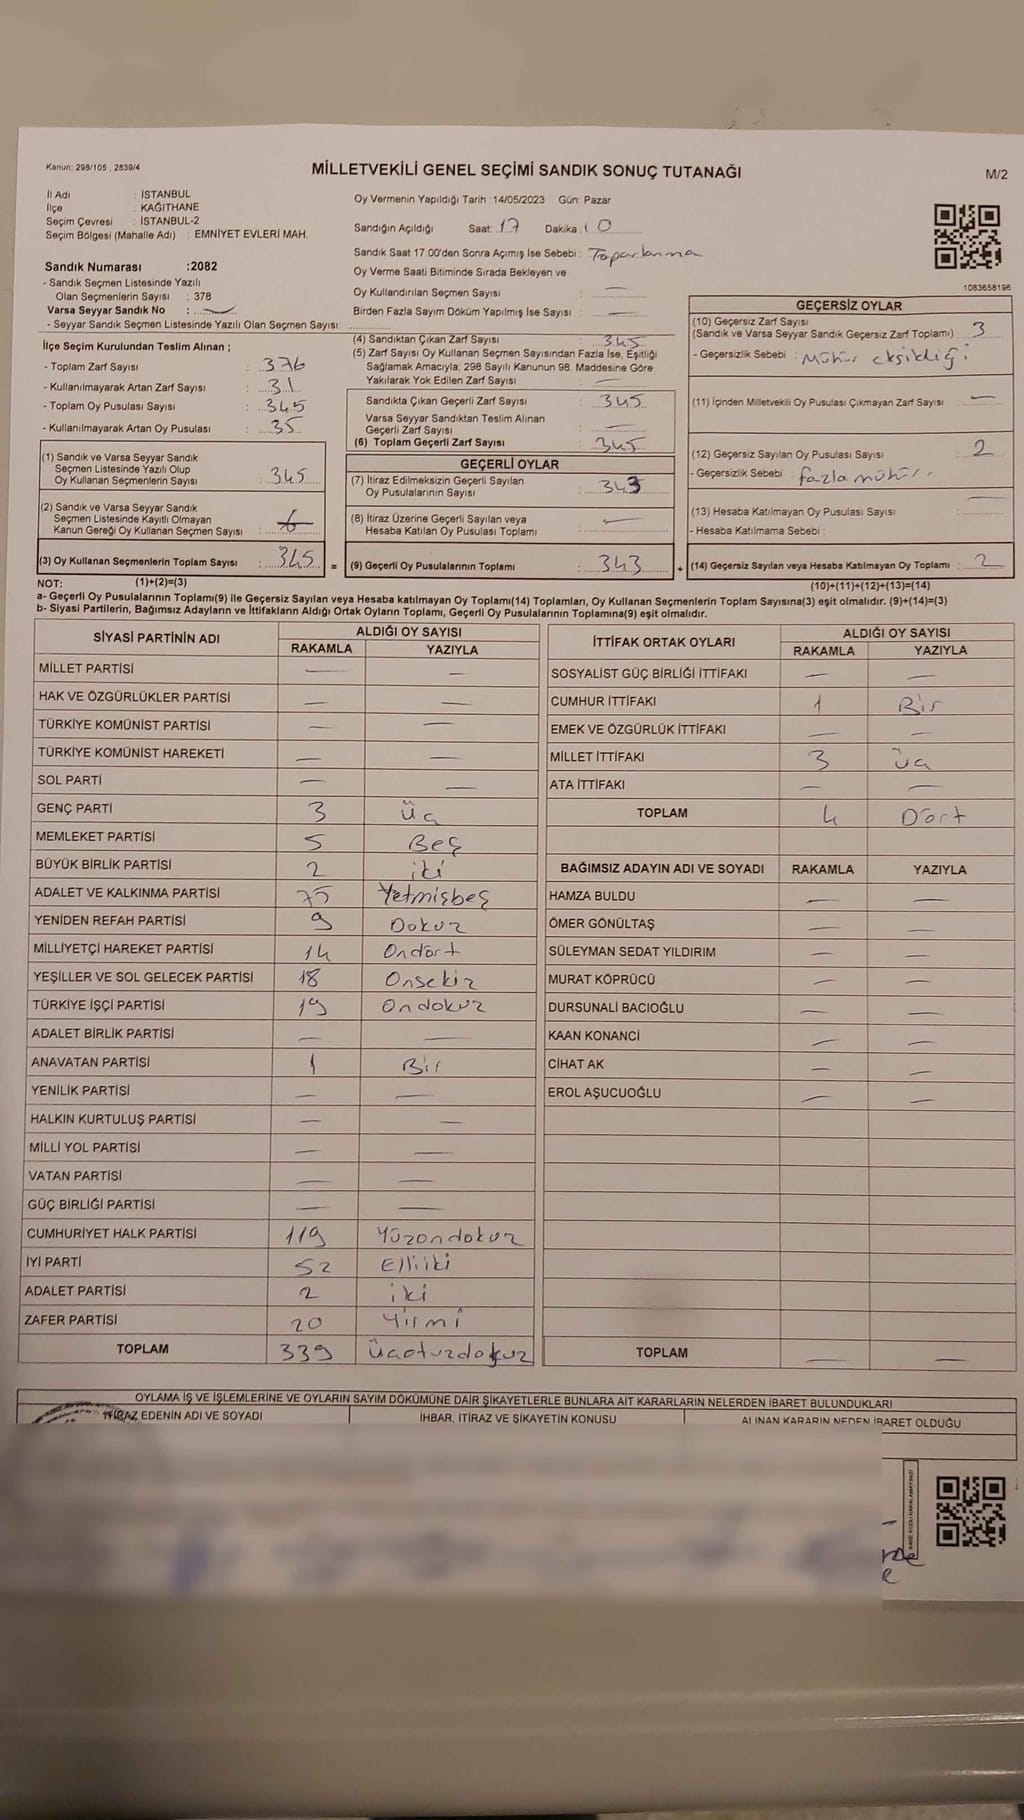 Kanun; 298/105 , 2839/4
MİLLETVEKİLİ GENEL SEÇİMİ SANDIK SONUÇ TUTANAĞI
M/2
İl Adı : İSTANBUL
İlçe : KAĞITHANE
Seçim Çevresi : İSTANBUL-2
Seçim Bölgesi (Mahalle Adı) : EMNİYET EVLERİ MAH.
Oy Vermenin Yapıldığı Tarih : 14/05/2023 Gün: Pazar
Sandığın Açıldığı Saat: 17 Dakika: 10
Sandık Saat 17:00'den Sonra Açımış İse Sebebi : Toparlanma
Oy Verme Saati Bitiminde Sırada Bekleyen ve
Oy Kullandırılan Seçmen Sayısı : —
Birden Fazla Sayım Döküm Yapılmış İse Sayısı : —
1083658196
Sandık Numarası :2082
- Sandık Seçmen Listesinde Yazılı
Olan Seçmenlerin Sayısı : 376
Varsa Seyyar Sandık No : —
- Seyyar Sandık Seçmen Listesinde Yazılı Olan Seçmen Sayısı:
İlçe Seçim Kurulundan Teslim Alınan ;
- Toplam Zarf Sayısı : 376
- Kullanılmayarak Artan Zarf Sayısı : 31
- Toplam Oy Pusulası Sayısı : 345
- Kullanılmayarak Artan Oy Pusulası : 35
(1) Sandık ve Varsa Seyyar Sandık
Seçmen Listesinde Yazılı Olup
Oy Kullanan Seçmenlerin Sayısı : 345
(2) Sandık ve Varsa Seyyar Sandık
Seçmen Listesinde Kayıtlı Olmayan
Kanun Gereği Oy Kullanan Seçmen Sayısı :
(3) Oy Kullanan Seçmenlerin Toplam Sayısı : 345 =
(4) Sandıktan Çıkan Zarf Sayısı : 345
(5) Zarf Sayısı Oy Kullanan Seçmen Sayısından Fazla İse, Eşitliği
Sağlamak Amacıyla; 298 Sayılı Kanunun 98. Maddesine Göre
Yakılarak Yok Edilen Zarf Sayısı : —
Sandıkta Çıkan Geçerli Zarf Sayısı : 345
Varsa Seyyar Sandıktan Teslim Alınan
Geçerli Zarf Sayısı : —
(6) Toplam Geçerli Zarf Sayısı : 345
GEÇERLİ OYLAR
(7) İtiraz Edilmeksizin Geçerli Sayılan
Oy Pusulalarının Sayısı : 343
(8) İtiraz Üzerine Geçerli Sayılan veya
Hesaba Katılan Oy Pusulası Toplamı : —
(9) Geçerli Oy Pusulalarının Toplamı : 343 +
GEÇERSİZ OYLAR
(10) Geçersiz Zarf Sayısı
(Sandık ve Varsa Seyyar Sandık Geçersiz Zarf Toplamı) : 3
- Geçersizlik Sebebi : Mühür eksikliği
(11) İçinden Milletvekili Oy Pusulası Çıkmayan Zarf Sayısı : —
(12) Geçersiz Sayılan Oy Pusulası Sayısı : 2
- Geçersizlik Sebebi : fazla mühür
(13) Hesaba Katılmayan Oy Pusulası Sayısı : —
- Hesaba Katılmama Sebebi :
(14) Geçersiz Sayılan veya Hesaba Katılmayan Oy Toplamı : 2
NOT: (1)+(2)=(3) (10)+(11)+(12)+(13)=(14)
a- Geçerli Oy Pusulalarının Toplamı(9) ile Geçersiz Sayılan veya Hesaba katılmayan Oy Toplamı(14) Toplamları, Oy Kullanan Seçmenlerin Toplam Sayısına(3) eşit olmalıdır. (9)+(14)=(3)
b- Siyasi Partilerin, Bağımsız Adayların ve İttifakların Aldığı Ortak Oyların Toplamı, Geçerli Oy Pusulalarının Toplamına(9) eşit olmalıdır.
SİYASİ PARTİNİN ADI ALDIĞI OY SAYISI
RAKAMLA YAZIYLA
MİLLET PARTİSİ — —
HAK VE ÖZGÜRLÜKLER PARTİSİ — —
TÜRKİYE KOMÜNİST PARTİSİ — —
TÜRKİYE KOMÜNİST HAREKETİ — —
SOL PARTİ — —
GENÇ PARTİ 3 Üç
MEMLEKET PARTİSİ 5 Beş
BÜYÜK BİRLİK PARTİSİ 2 iki
ADALET VE KALKINMA PARTİSİ 75 Yetmişbeş
YENİDEN REFAH PARTİSİ 9 Dokuz
MİLLİYETÇİ HAREKET PARTİSİ 14 Ondört
YEŞİLLER VE SOL GELECEK PARTİSİ 18 Onsekiz
TÜRKİYE İŞÇİ PARTİSİ 19 Ondokuz
ADALET BİRLİK PARTİSİ — —
ANAVATAN PARTİSİ 1 Bir
YENİLİK PARTİSİ — —
HALKIN KURTULUŞ PARTİSİ — —
MİLLİ YOL PARTİSİ — —
VATAN PARTİSİ — —
GÜÇ BİRLİĞİ PARTİSİ — —
CUMHURİYET HALK PARTİSİ 119 Yüzondokuz
İYİ PARTİ 52 Elliiki
ADALET PARTİSİ 2 iki
ZAFER PARTİSİ 20 Yirmi
TOPLAM 339 Üçotuzdokuz
İTTİFAK ORTAK OYLARI ALDIĞI OY SAYISI
RAKAMLA YAZIYLA
SOSYALİST GÜÇ BİRLİĞİ İTTİFAKI — —
CUMHUR İTTİFAKI 1 Bir
EMEK VE ÖZGÜRLÜK İTTİFAKI — —
MİLLET İTTİFAKI 3 üç
ATA İTTİFAKI — —
TOPLAM 4 Dört
BAĞIMSIZ ADAYIN ADI VE SOYADI RAKAMLA YAZIYLA
HAMZA BULDU — —
ÖMER GÖNÜLTAŞ — —
SÜLEYMAN SEDAT YILDIRIM — —
MURAT KÖPRÜCÜ — —
DURSUNALİ BACIOĞLU — —
KAAN KONANCİ — —
CİHAT AK — —
EROL AŞUCUOĞLU — —
TOPLAM — —
OYLAMA İŞ VE İŞLEMLERİNE VE OYLARIN SAYIM DÖKÜMÜNE DAİR ŞİKAYETLERLE BUNLARA AİT KARARLARIN NELERDEN İBARET BULUNDUKLARI
İTİRAZ EDENİN ADI VE SOYADI İHBAR, İTİRAZ VE ŞİKAYETİN KONUSU ALINAN KARARIN NEDEN İBARET OLDUĞU